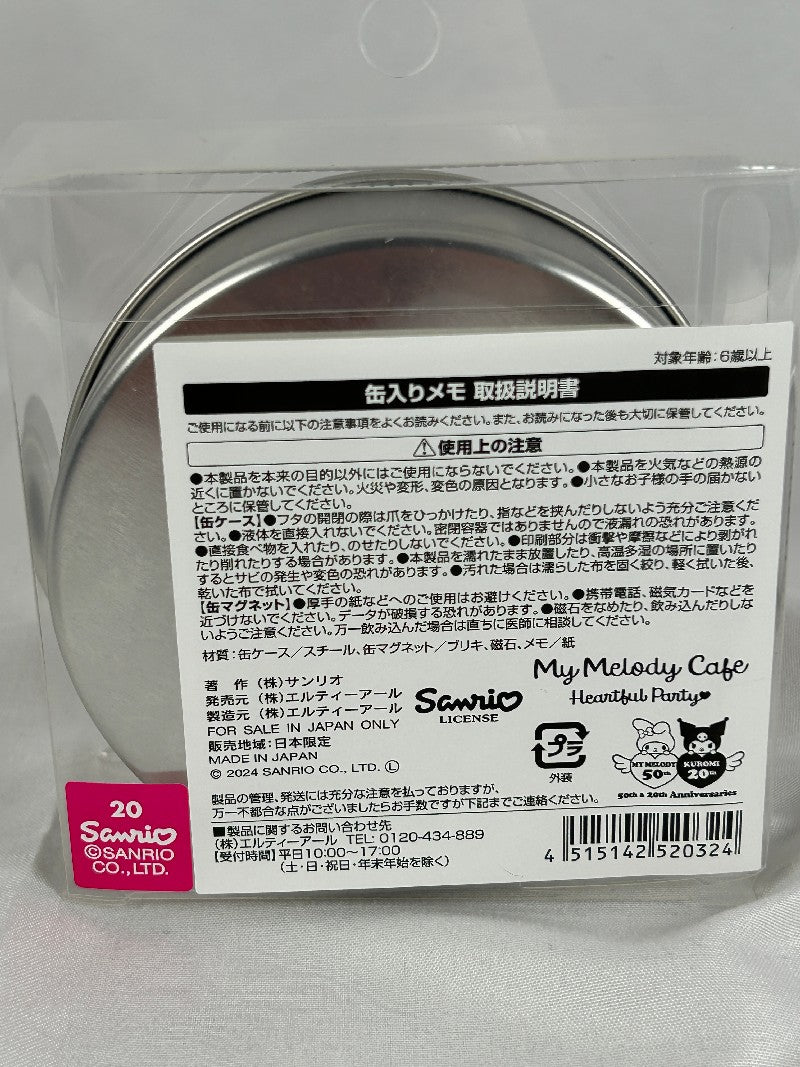 対象年齢:6歳以上
缶入りメモ 取扱説明書
ご使用になる前に以下の注意事項をよくお読みください。また、お読みになった後も大切に保管してください。
⚠使用上の注意
●本製品を本来の目的以外にはご使用にならないでください。●本製品を火気などの熱源の
近くに置かないでください。火災や変形、変色の原因となります。●小さなお子様の手の届かない
ところに保管してください。
【缶ケース】●フタの開閉の際は爪をひっかけたり、指などを挟んだりしないよう充分ご注意くだ
さい。●液体を直接入れないでください。密閉容器ではありませんので液漏れの恐れがあります。
●直接食べ物を入れたり、のせたりしないでください。●印刷部分は衝撃や摩擦などにより剥がれ
たり削れたりする場合があります。●本製品を濡れたまま放置したり、高温多湿の場所に置いたり
するとサビの発生や変色の恐れがあります。●汚れた場合は濡らした布を固く絞り、軽く拭いた後、
乾いた布で拭いてください。
【缶マグネット】●厚手の紙などへのご使用はお避けください。●携帯電話、磁気カードなどを
近づけないでください。データが破損する恐れがあります。●磁石をなめたり、飲み込んだりしな
いようご注意ください。万一飲み込んだ場合は直ちに医師に相談してください。
材質:缶ケース/スチール、缶マグネット/ブリキ、磁石、メモ/紙
著 作 (株)サンリオ
発売元 (株)エルティーアール
製造元 (株)エルティーアール
FOR SALE IN JAPAN ONLY
販売地域:日本限定
MADE IN JAPAN
© 2024 SANRIO CO., LTD. Ⓛ
Sanrio
LICENSE
My Melody Cafe
Heartful Party♥
プラ
外装
MY MELODY
50th
KUROMI
20th
50th & 20th Anniversaries
製品の管理、発送には充分な注意を払っておりますが、
万一不都合な点がございましたらお手数ですが下記までご連絡ください。
■製品に関するお問い合わせ先
(株)エルティーアール TEL: 0120-434-889
【受付時間】平日10:00〜17:00
(土・日・祝日・年末年始を除く)
4 515142 520324
20
Sanrio
©SANRIO
CO.,LTD.